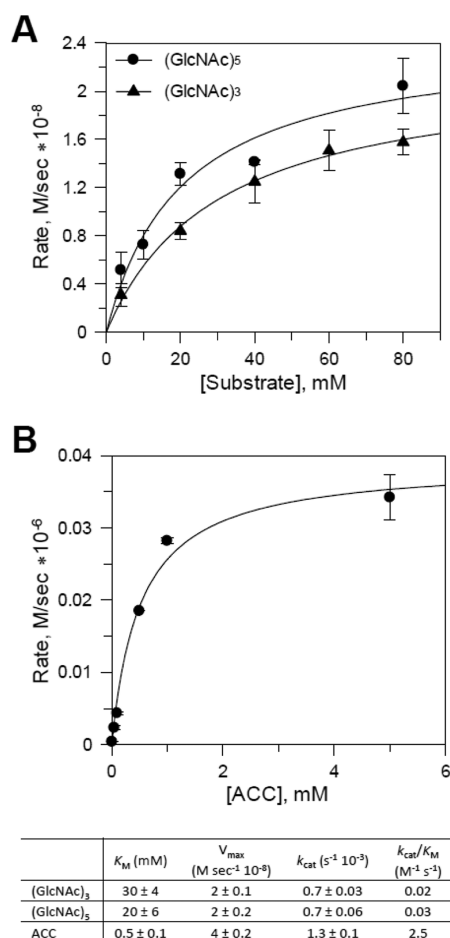 A
2.4
2
1.6
1.2
0.8
0.4
0
Rate, M/sec *10-8
(GlcNAc)5
(GlcNAc)3
0 20 40 60 80
[Substrate], mM
B
0.04
0.03
0.02
0.01
0
Rate, M/sec *10-6
0 2 4 6
[ACC], mM
KM (mM) Vmax (M sec-1 10-8) kcat (s-1 10-3) kcat/KM (M-1 s-1)
(GlcNAc)3 30 ± 4 2 ± 0.1 0.7 ± 0.03 0.02
(GlcNAc)5 20 ± 6 2 ± 0.2 0.7 ± 0.06 0.03
ACC 0.5 ± 0.1 4 ± 0.2 1.3 ± 0.1 2.5